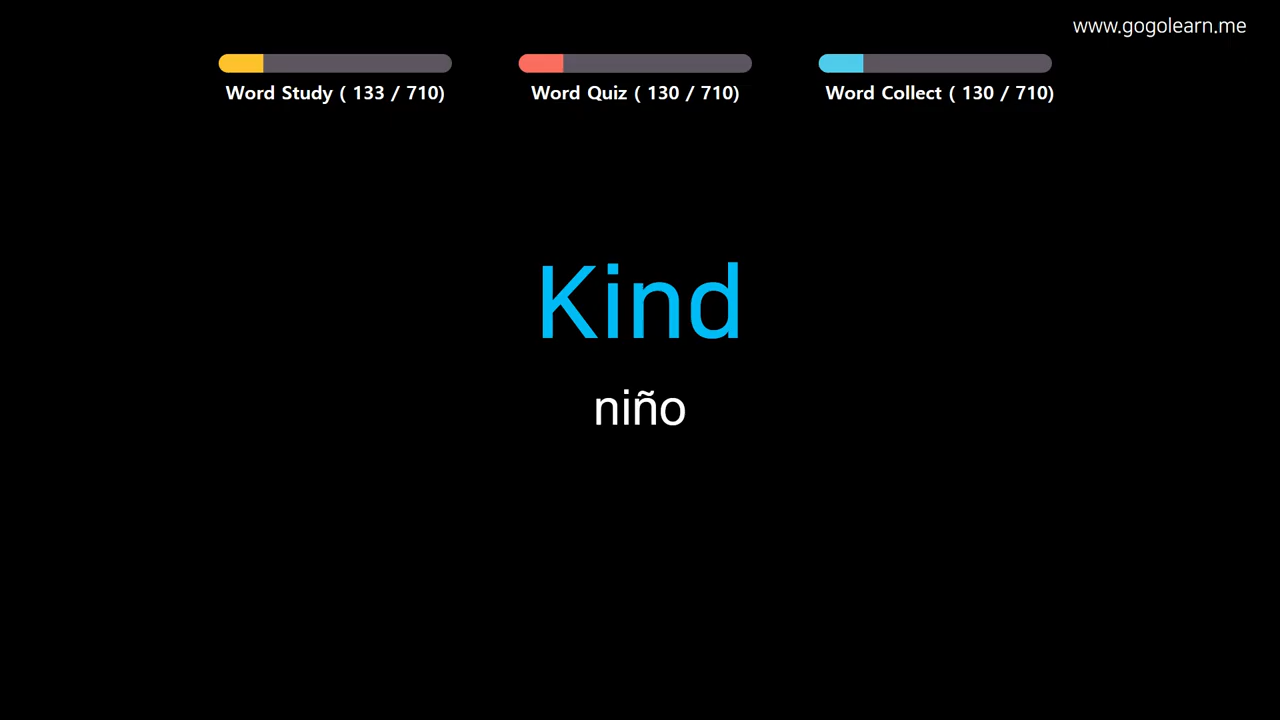 www.gogolearn.me
Word Study ( 133 / 710)
Word Quiz ( 130 / 710)
Word Collect ( 130 / 710)
Kind
niño